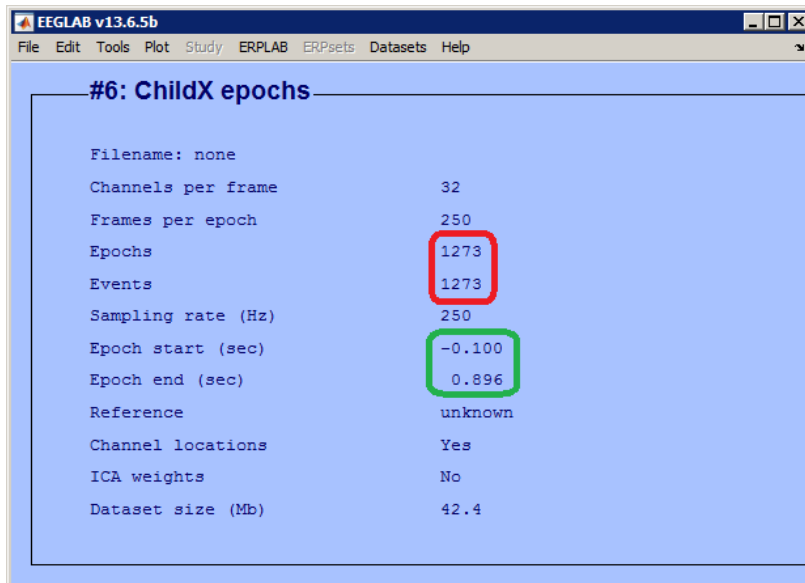 EEGLAB v13.6.5b
File Edit Tools Plot Study ERPLAB ERPsets Datasets Help
#6: ChildX epochs
Filename: none
Channels per frame 32
Frames per epoch 250
Epochs 1273
Events 1273
Sampling rate (Hz) 250
Epoch start (sec) -0.100
Epoch end (sec) 0.896
Reference unknown
Channel locations Yes
ICA weights No
Dataset size (Mb) 42.4